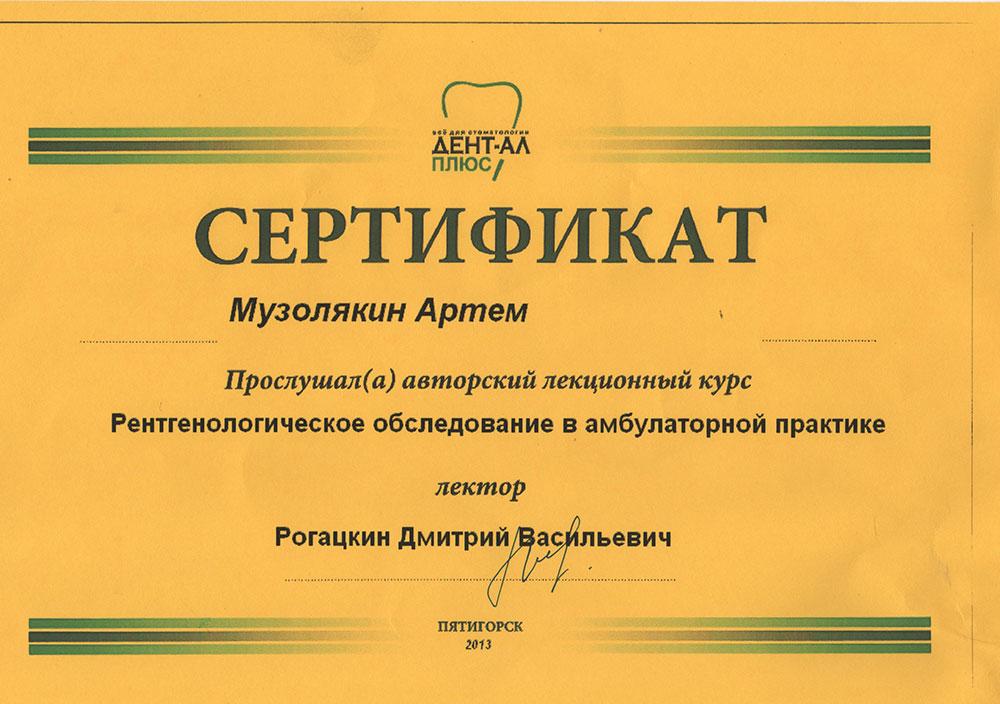 всё для стоматологии
ДЕНТ-АЛ
ПЛЮС
СЕРТИФИКАТ
Музолякин Артем
Прослушал(а) авторский лекционный курс
Рентгенологическое обследование в амбулаторной практике
лектор
Рогацкин Дмитрий Васильевич
ПЯТИГОРСК
2013